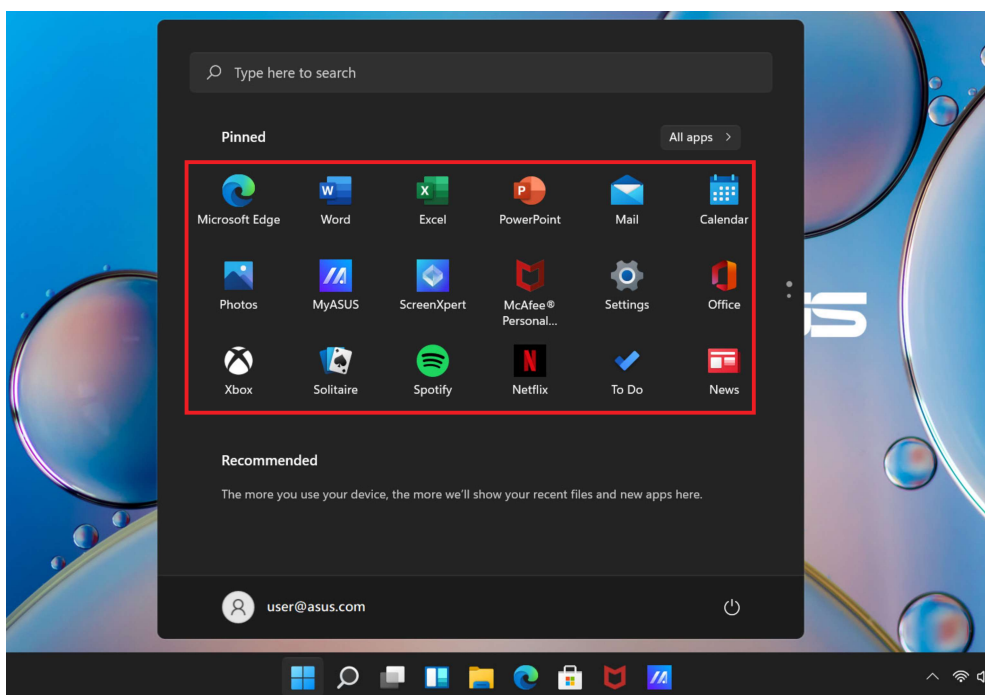 Type here to search
Pinned
All apps
Microsoft Edge
Word
Excel
PowerPoint
Mail
Calendar
Photos
MyASUS
ScreenXpert
McAfee®
Personal...
Settings
Office
Xbox
Solitaire
Spotify
Netflix
To Do
News
Recommended
The more you use your device, the more we'll show your recent files and new apps here.
user@asus.com